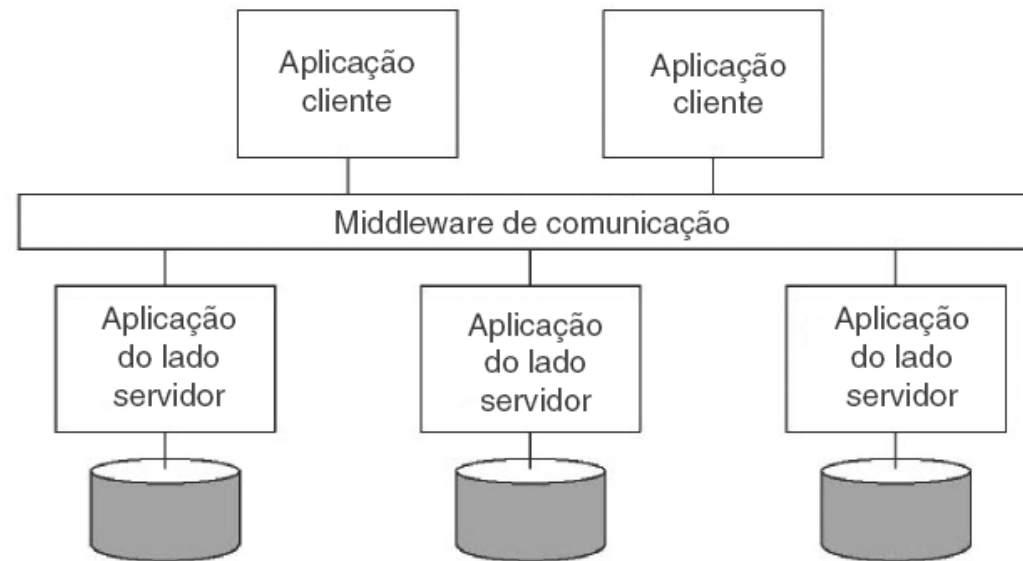 Aplicação
cliente
Aplicação
cliente
Middleware de comunicação
Aplicação
do lado
servidor
Aplicação
do lado
servidor
Aplicação
do lado
servidor